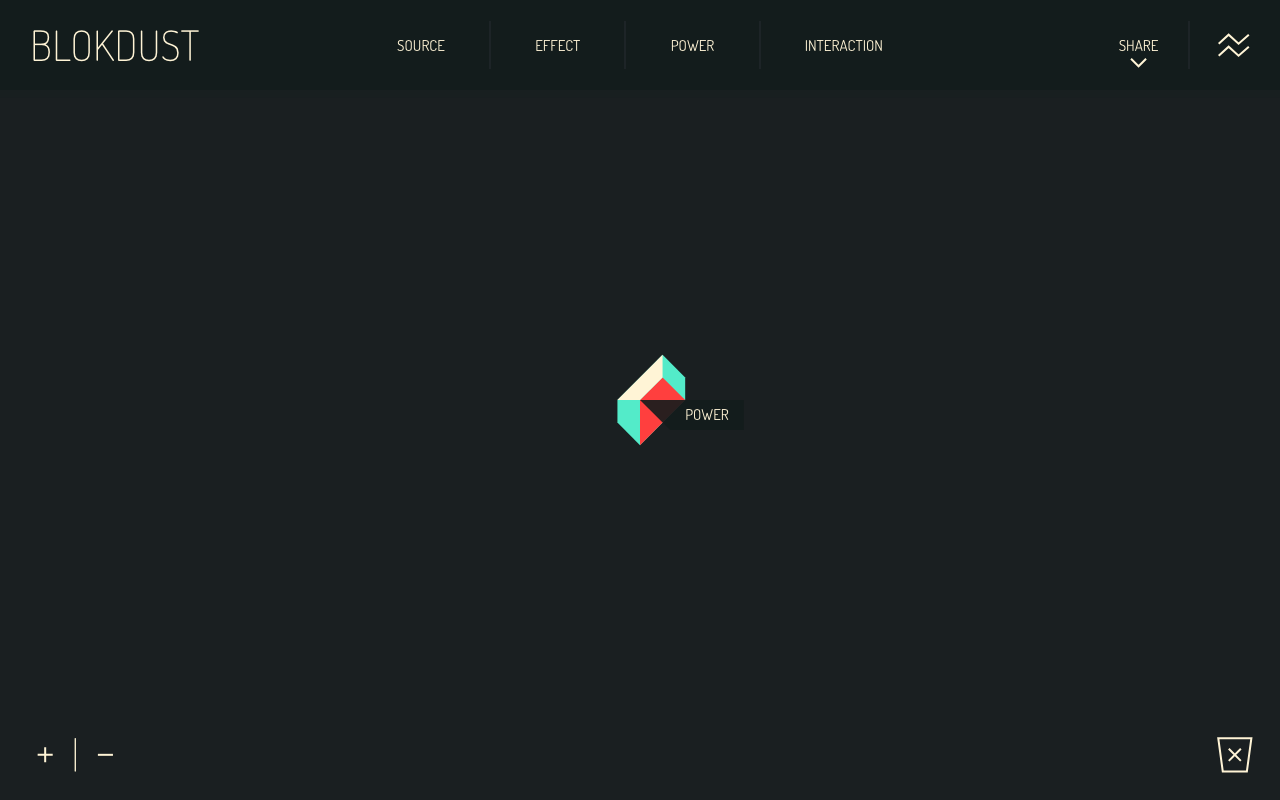 BLOKDUST
SOURCE
EFFECT
POWER
INTERACTION
SHARE
POWER